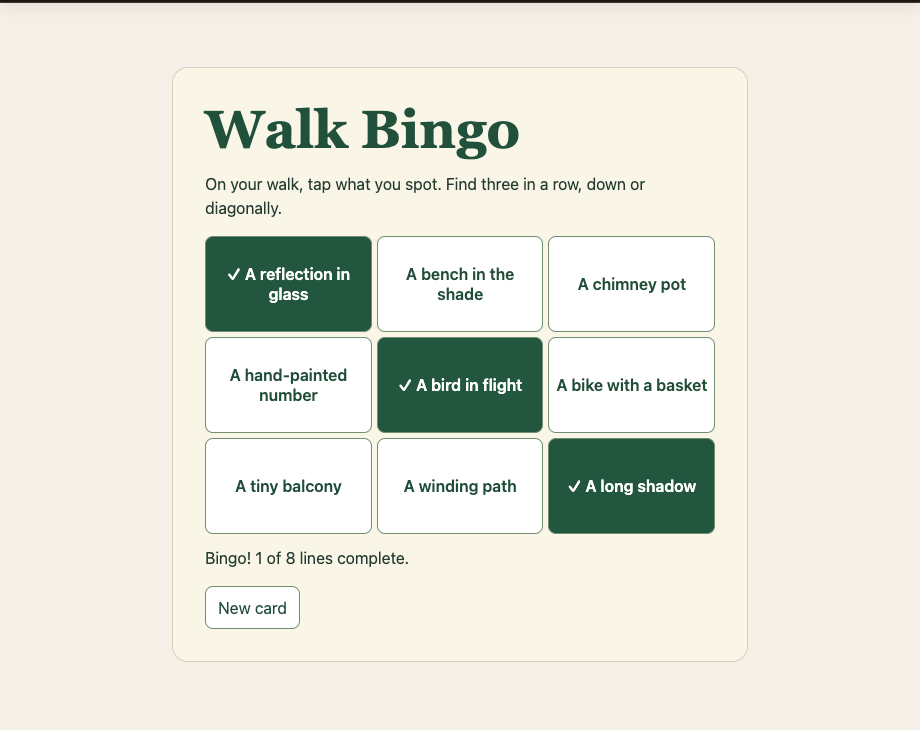 Walk Bingo
On your walk, tap what you spot. Find three in a row, down or
diagonally.
✓ A reflection in
glass
A bench in the
shade
A chimney pot
A hand-painted
number
✓ A bird in flight
A bike with a basket
A tiny balcony
A winding path
✓ A long shadow
Bingo! 1 of 8 lines complete.
New card